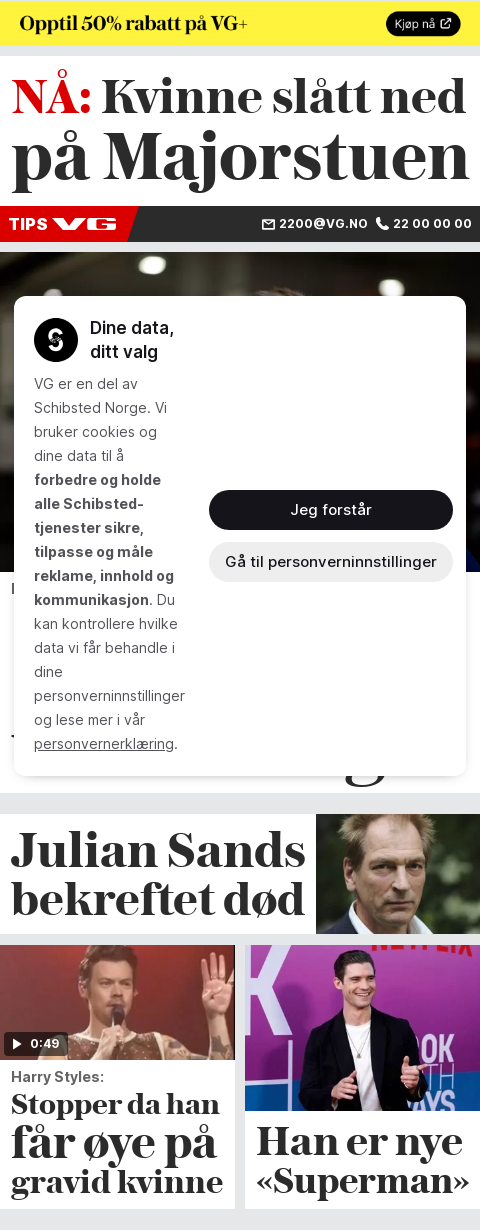 Opptil 50% rabatt på VG+
Kjøp nå
NÅ: Kvinne slått ned
på Majorstuen
TIPS VG
2200@VG.NO 22 00 00 00
Dine data,
ditt valg
VG er en del av
Schibsted Norge. Vi
bruker cookies og
dine data til å
forbedre og holde
alle Schibsted-
tjenester sikre,
tilpasse og måle
reklame, innhold og
kommunikasjon. Du
kan kontrollere hvilke
data vi får behandle i
dine
personverninnstillinger
og lese mer i vår
personvernerklæring.
Jeg forstår
Gå til personverninnstillinger
Julian Sands
bekreftet død
0:49
Harry Styles:
Stopper da han
får øye på
gravid kvinne
Han er nye
«Superman»